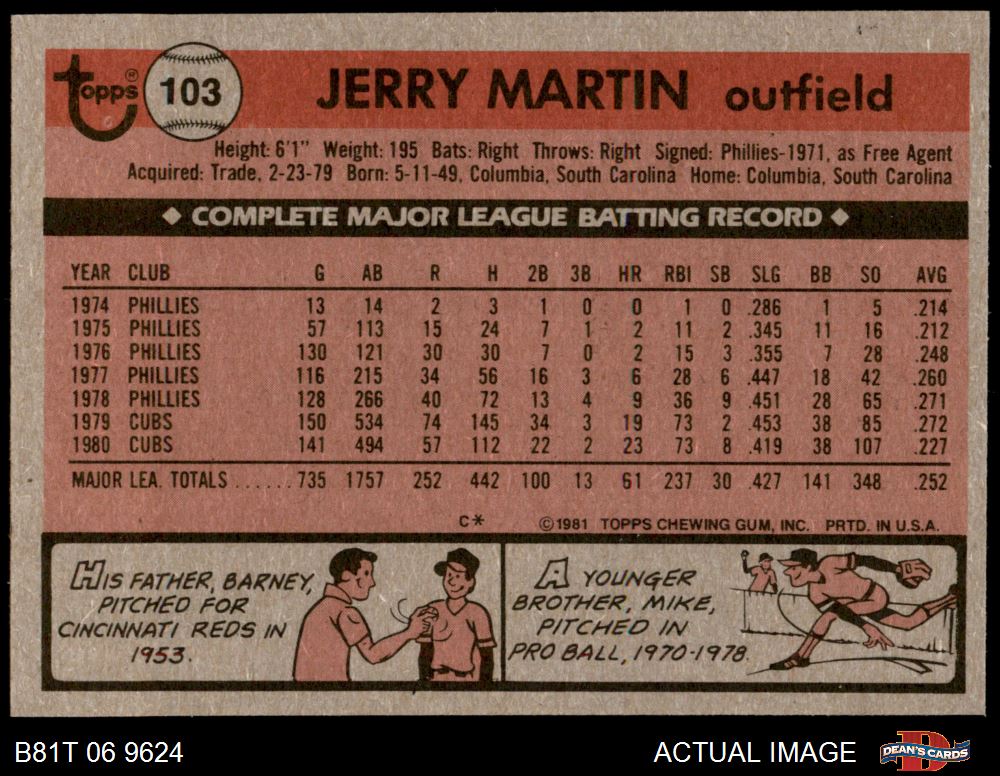 Topps® 103 JERRY MARTIN outfield
Height: 6'1" Weight: 195 Bats: Right Throws: Right Signed: Phillies-1971, as Free Agent
Acquired: Trade, 2-23-79 Born: 5-11-49, Columbia, South Carolina Home: Columbia, South Carolina
◆ COMPLETE MAJOR LEAGUE BATTING RECORD ◆
YEAR CLUB G AB R H 2B 3B HR RBI SB SLG BB SO AVG
1974 PHILLIES 13 14 2 3 1 0 0 1 0 .286 1 5 .214
1975 PHILLIES 57 113 15 24 7 1 2 11 2 .345 11 16 .212
1976 PHILLIES 130 121 30 30 7 0 2 15 3 .355 7 28 .248
1977 PHILLIES 116 215 34 56 16 3 6 28 6 .447 18 42 .260
1978 PHILLIES 128 266 40 72 13 4 9 36 9 .451 28 65 .271
1979 CUBS 150 534 74 145 34 3 19 73 2 .453 38 85 .272
1980 CUBS 141 494 57 112 22 2 23 73 8 .419 38 107 .227
MAJOR LEA. TOTALS ...... 735 1757 252 442 100 13 61 237 30 .427 141 348 .252
C* ©1981 TOPPS CHEWING GUM, INC. PRTD. IN U.S.A.
HIS FATHER, BARNEY,
PITCHED FOR
CINCINNATI REDS IN
1953.
A YOUNGER
BROTHER, MIKE,
PITCHED IN
PRO BALL, 1970-1978.
B81T 06 9624 ACTUAL IMAGE DEAN'S CARDS